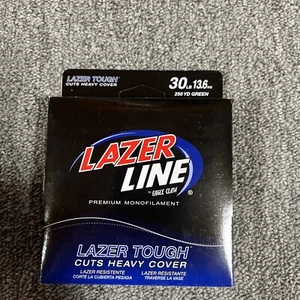 LAZER TOUGH
CUTS HEAVY COVER
30LB 13.6KG
250 YD GREEN
LAZER
LINE
by EAGLE CLAW
PREMIUM MONOFILAMENT
LAZER TOUGH
CUTS HEAVY COVER
LAZER RESISTENTE
CORTE LA CUBIERTA PESADA
LAZER RESISTANTE
TRAVERSE LA VASE